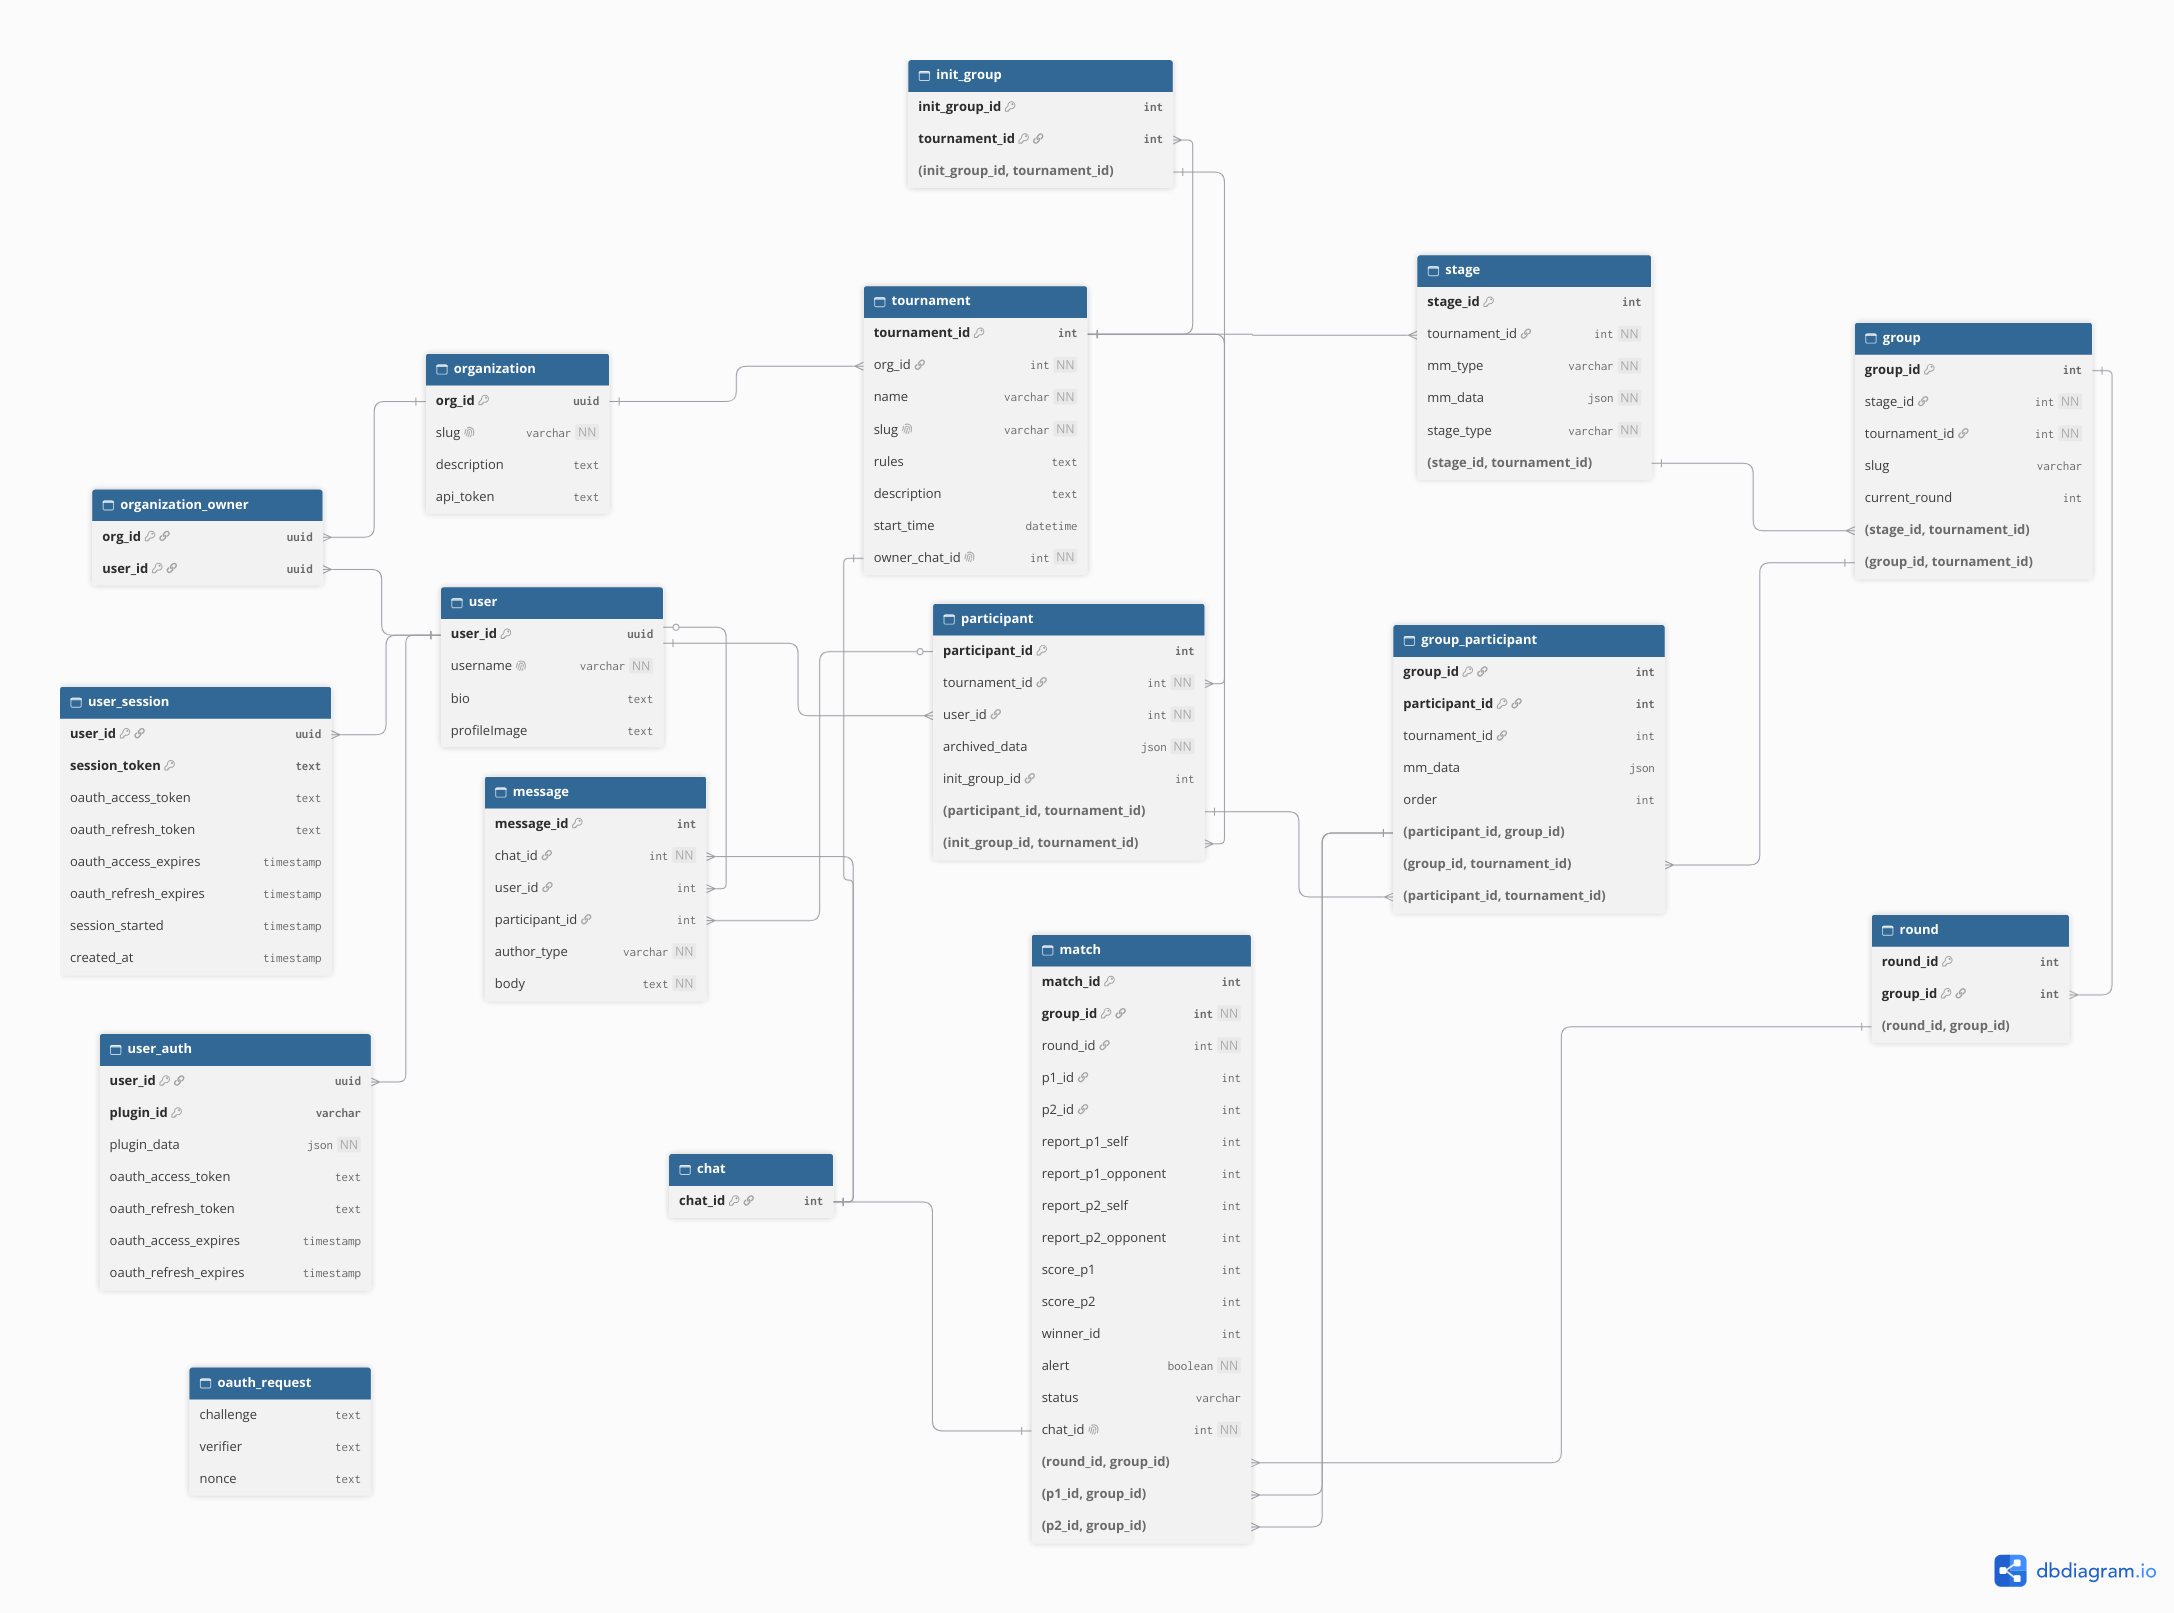 init_group
init_group_id int
tournament_id int
(init_group_id, tournament_id)
tournament
tournament_id int
org_id int NN
name varchar NN
slug varchar NN
rules text
description text
start_time datetime
owner_chat_id int NN
stage
stage_id int
tournament_id int NN
mm_type varchar NN
mm_data json NN
stage_type varchar NN
(stage_id, tournament_id)
group
group_id int
stage_id int NN
tournament_id int NN
slug varchar
current_round int
(stage_id, tournament_id)
(group_id, tournament_id)
organization
org_id uuid
slug varchar NN
description text
api_token text
organization_owner
org_id uuid
user_id uuid
user
user_id uuid
username varchar NN
bio text
profileImage text
participant
participant_id int
tournament_id int NN
user_id int NN
archived_data json NN
init_group_id int
(participant_id, tournament_id)
(init_group_id, tournament_id)
group_participant
group_id int
participant_id int
tournament_id int
mm_data json
order int
(participant_id, group_id)
(group_id, tournament_id)
(participant_id, tournament_id)
user_session
user_id uuid
session_token text
oauth_access_token text
oauth_refresh_token text
oauth_access_expires timestamp
oauth_refresh_expires timestamp
session_started timestamp
created_at timestamp
message
message_id int
chat_id int NN
user_id int
participant_id int
author_type varchar NN
body text NN
round
round_id int
group_id int
(round_id, group_id)
match
match_id int
group_id int NN
round_id int NN
p1_id int
p2_id int
report_p1_self int
report_p1_opponent int
report_p2_self int
report_p2_opponent int
score_p1 int
score_p2 int
winner_id int
alert boolean NN
status varchar
chat_id int NN
(round_id, group_id)
(p1_id, group_id)
(p2_id, group_id)
user_auth
user_id uuid
plugin_id varchar
plugin_data json NN
oauth_access_token text
oauth_refresh_token text
oauth_access_expires timestamp
oauth_refresh_expires timestamp
chat
chat_id int
oauth_request
challenge text
verifier text
nonce text
dbdiagram.io